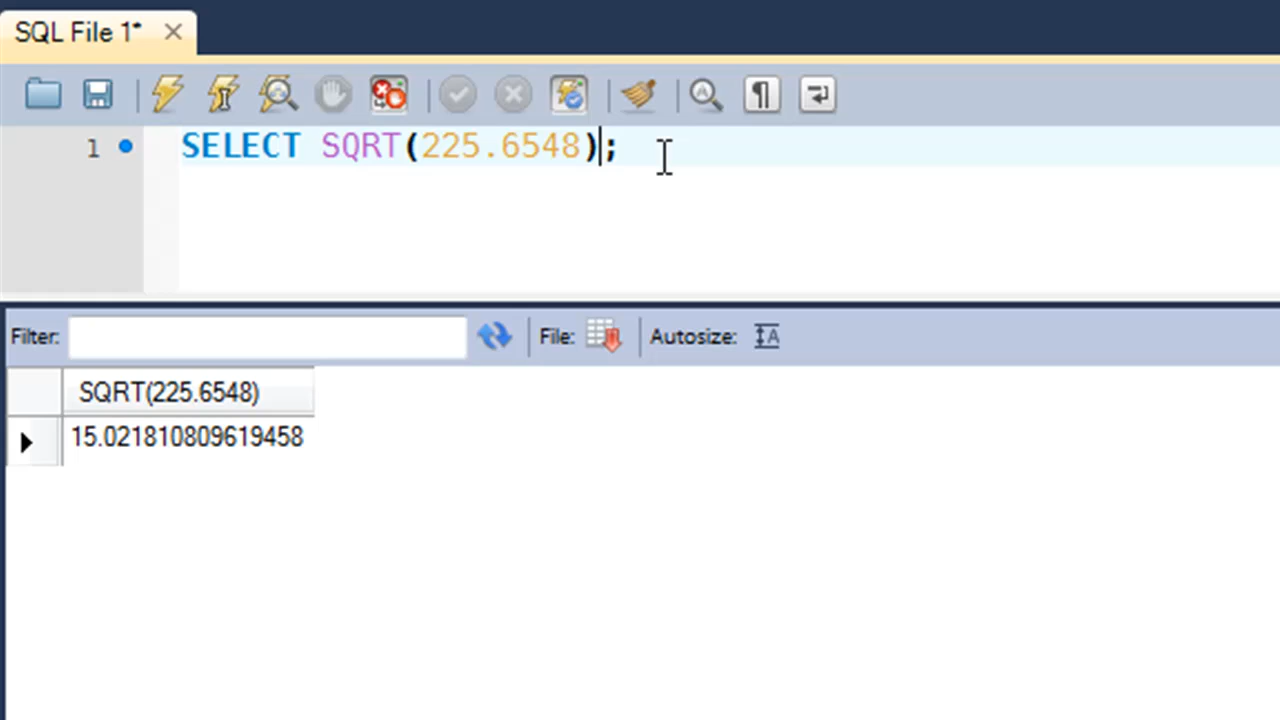 SQL File 1*
1 SELECT SQRT(225.6548);
Filter: File: Autosize:
SQRT(225.6548)
15.021810809619458